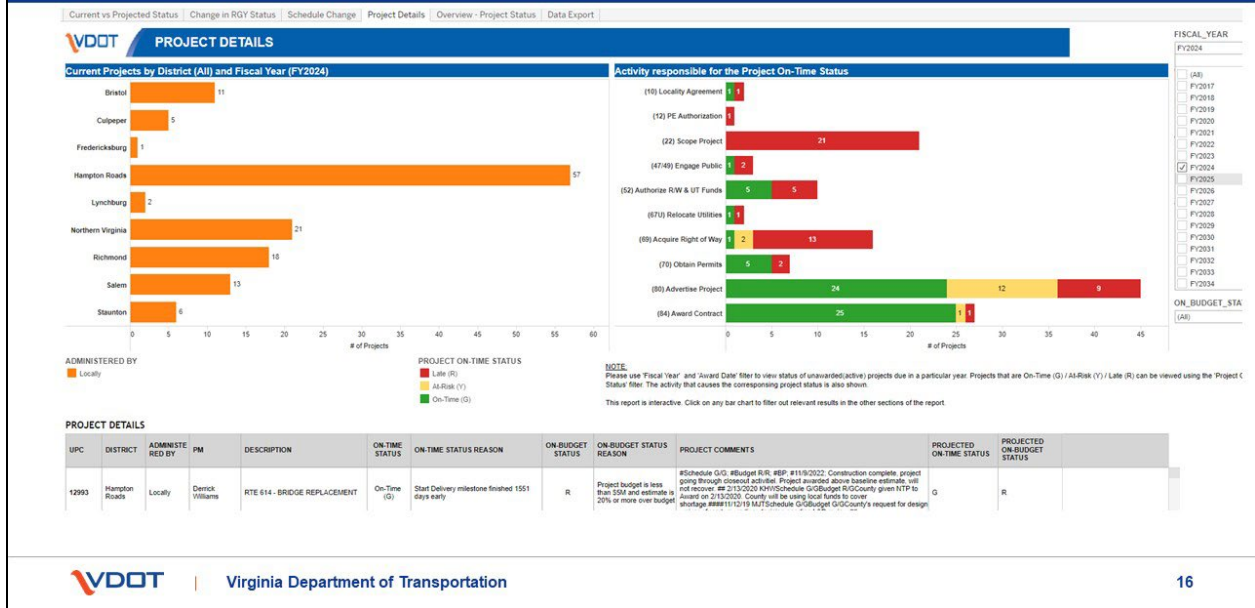 Current vs Projected Status Change in RGY Status Schedule Change Project Details Overview - Project Status Data Export
VDOT PROJECT DETAILS
Current Projects by District (All) and Fiscal Year (FY2024)
Bristol 11
Culpeper 5
Fredericksburg 1
Hampton Roads 57
Lynchburg 2
Northern Virginia 21
Richmond 18
Salem 13
Staunton 6
0 5 10 15 20 25 30 35 40 45 50 55 60
# of Projects
Activity responsible for the Project On-Time Status
(10) Locality Agreement 1 1
(12) PE Authorization 1
(22) Scope Project 21
(47/49) Engage Public 1 2
(52) Authorize R/W & UT Funds 5 5
(67U) Relocate Utilities 1 1
(69) Acquire Right of Way 1 2 13
(70) Obtain Permits 5 2
(80) Advertise Project 24 12 9
(84) Award Contract 25 1 1
0 5 10 15 20 25 30 35 40 45
# of Projects
FISCAL_YEAR
FY2024
(All)
FY2017
FY2018
FY2019
FY2020
FY2021
FY2022
FY2023
FY2024
FY2025
FY2026
FY2027
FY2028
FY2029
FY2030
FY2031
FY2032
FY2033
FY2034
ON_BUDGET_STA
(All)
ADMINISTERED BY
Locally
PROJECT ON-TIME STATUS
Late (R)
At-Risk (Y)
On-Time (G)
NOTE:
Please use 'Fiscal Year' and 'Award Date' filter to view status of unawarded(active) projects due in a particular year. Projects that are On-Time (G) / At-Risk (Y) / Late (R) can be viewed using the 'Project
Status' filter. The activity that causes the corresponsing project status is also shown.
This report is interactive. Click on any bar chart to filter out relevant results in the other sections of the report.
PROJECT DETAILS
UPC DISTRICT ADMINISTE RED BY PM DESCRIPTION ON-TIME STATUS ON-TIME STATUS REASON ON-BUDGET STATUS ON-BUDGET STATUS REASON PROJECT COMMENTS PROJECTED ON-TIME STATUS PROJECTED ON-BUDGET STATUS
12993 Hampton Roads Locally Derrick Williams RTE 614 - BRIDGE REPLACEMENT On-Time (G) Start Delivery milestone finished 1551 days early R Project budget is less than $5M and estimate is 20% or more over budget
#Schedule G/G; #Budget R/R; #BP; #11/9/2022; Construction complete, project
going through closeout activitiel. Project awarded above baseline estimate, will
not recover. ## 2/13/2020 KHWSchedule G/GBudget R/GCounty given NTP to
Award on 2/13/2020. County will be using local funds to cover
shortage.####11/12/19 MJTSchedule G/GBudget G/GCounty's request for design
G R
VDOT | Virginia Department of Transportation 16